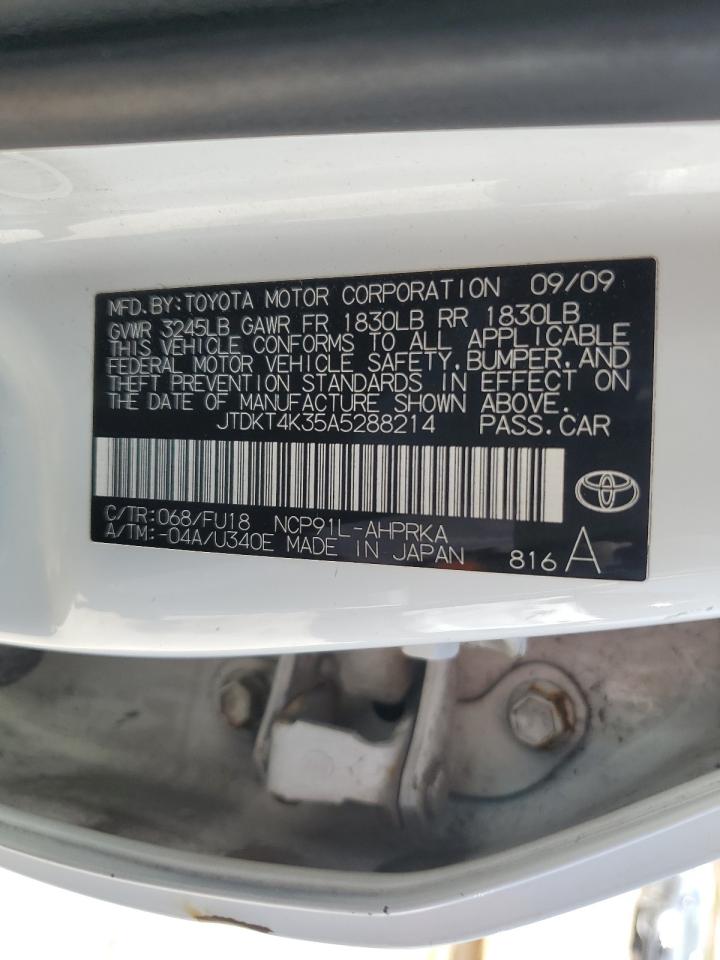 MFD.BY:TOYOTA MOTOR CORPORATION 09/09
GVWR 3245LB GAWR FR 1830LB RR 1830LB
THIS VEHICLE CONFORMS TO ALL APPLICABLE
FEDERAL MOTOR VEHICLE SAFETY,BUMPER,AND
THEFT PREVENTION STANDARDS IN EFFECT ON
THE DATE OF MANUFACTURE SHOWN ABOVE.
JTDKT4K35A5288214 PASS.CAR
C/TR:068/FU18 NCP91L-AHPRKA
A/TM:-04A/U340E MADE IN JAPAN 816A